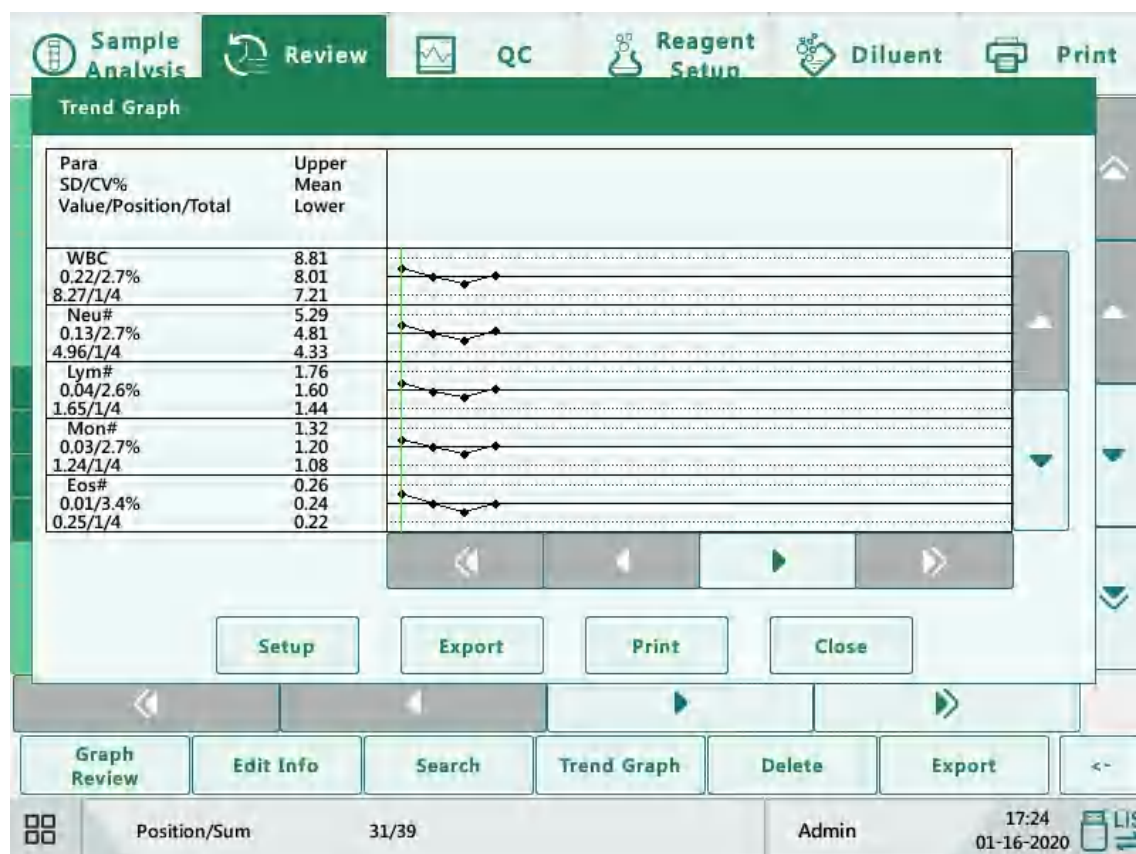 Sample
Analysis
Review
QC
Reagent
Setup
Diluent
Print
Trend Graph
Para Upper
SD/CV% Mean
Value/Position/Total Lower
WBC 8.81
0.22/2.7% 8.01
8.27/1/4 7.21
Neu# 5.29
0.13/2.7% 4.81
4.96/1/4 4.33
Lym# 1.76
0.04/2.6% 1.60
1.65/1/4 1.44
Mon# 1.32
0.03/2.7% 1.20
1.24/1/4 1.08
Eos# 0.26
0.01/3.4% 0.24
0.25/1/4 0.22
Setup Export Print Close
Graph
Review
Edit Info Search Trend Graph Delete Export <-
Position/Sum 31/39 Admin
17:24
01-16-2020
LIS